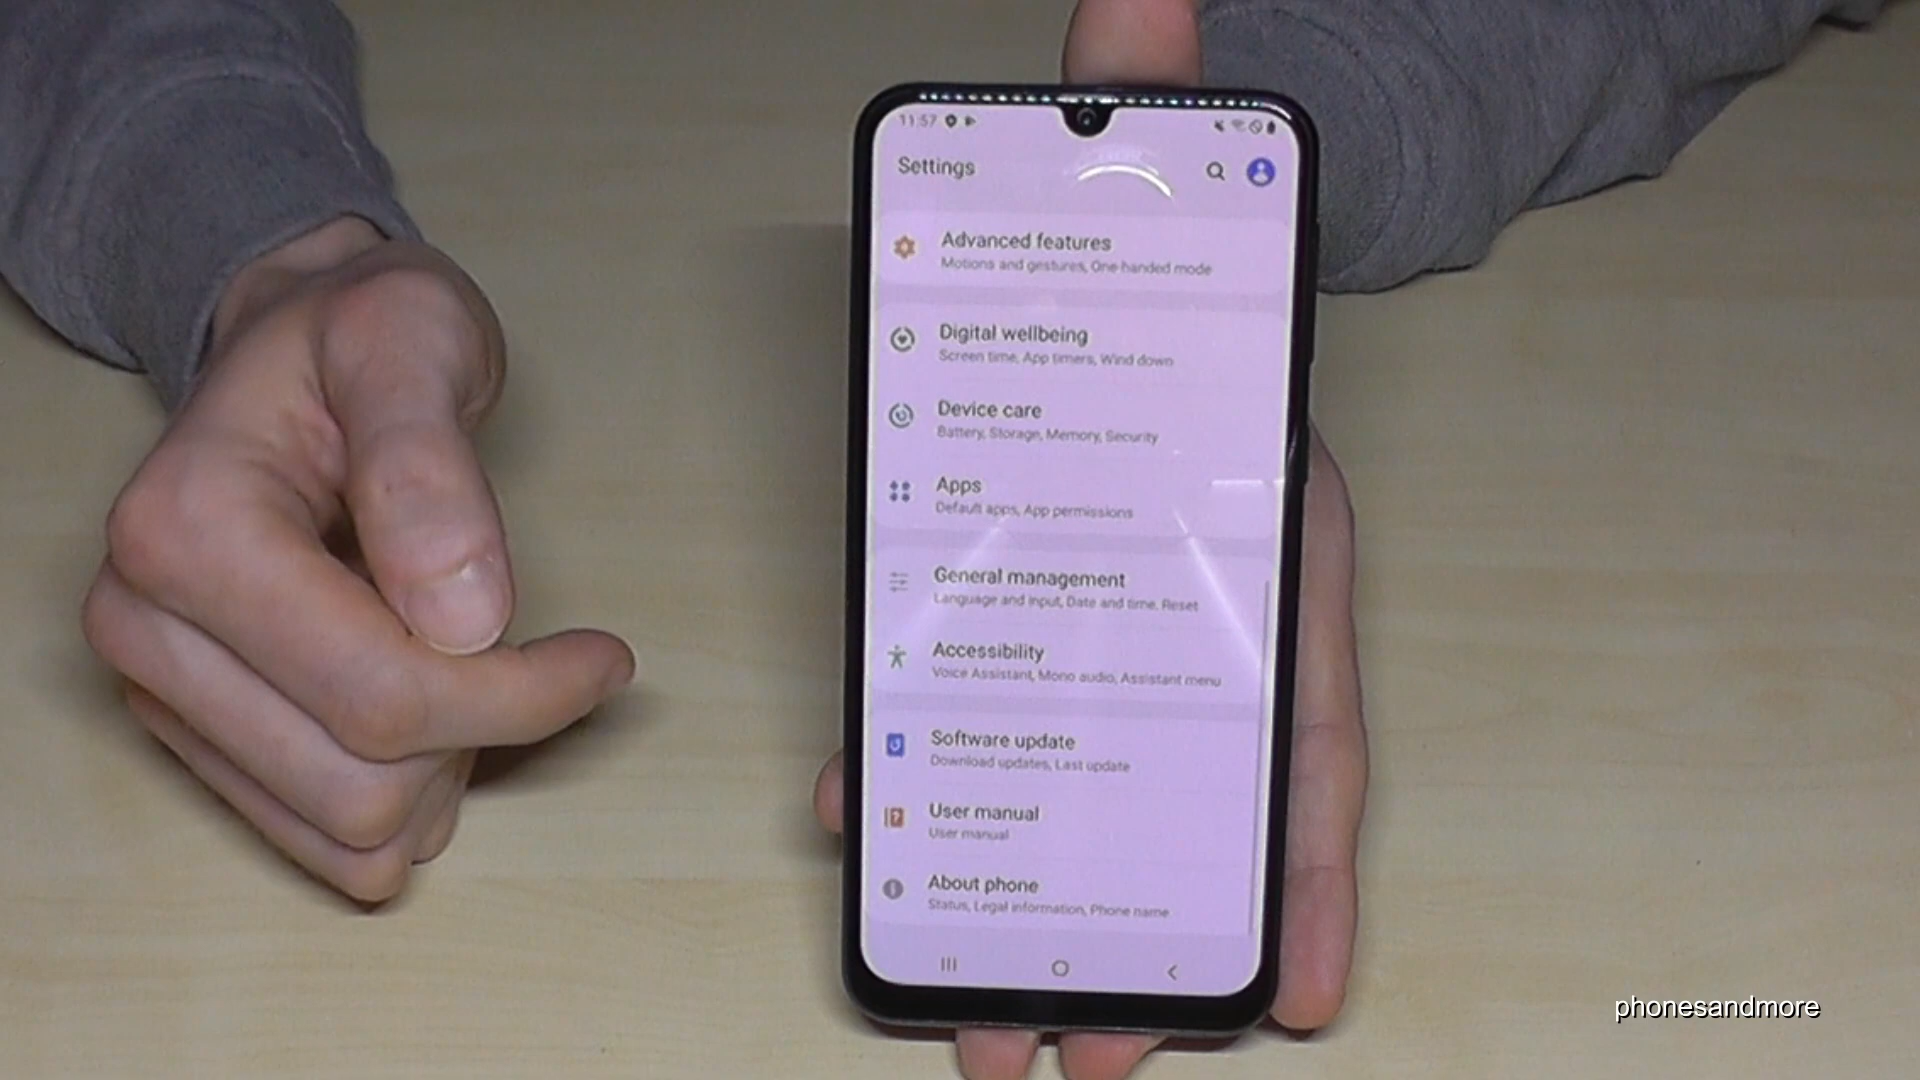 11:57
Settings
Advanced features
Motions and gestures, One-handed mode
Digital wellbeing
Screen time, App timers, Wind down
Device care
Battery, Storage, Memory, Security
Apps
Default apps, App permissions
General management
Language and input, Date and time, Reset
Accessibility
Voice Assistant, Mono audio, Assistant menu
Software update
Download updates, Last update
User manual
User manual
About phone
Status, Legal information, Phone name
phonesandmore